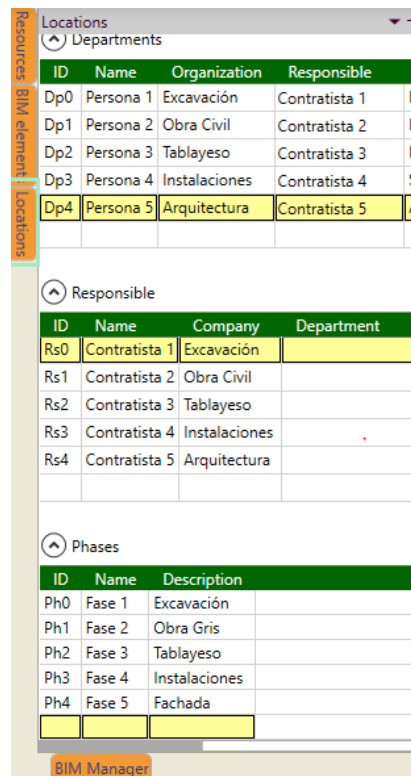 Locations
Resources
BIM element
Locations
Departments
ID Name Organization Responsible
Dp0 Persona 1 Excavación Contratista 1
Dp1 Persona 2 Obra Civil Contratista 2
Dp2 Persona 3 Tablayeso Contratista 3
Dp3 Persona 4 Instalaciones Contratista 4
Dp4 Persona 5 Arquitectura Contratista 5
Responsible
ID Name Company Department
Rs0 Contratista 1 Excavación
Rs1 Contratista 2 Obra Civil
Rs2 Contratista 3 Tablayeso
Rs3 Contratista 4 Instalaciones
Rs4 Contratista 5 Arquitectura
Phases
ID Name Description
Ph0 Fase 1 Excavación
Ph1 Fase 2 Obra Gris
Ph2 Fase 3 Tablayeso
Ph3 Fase 4 Instalaciones
Ph4 Fase 5 Fachada
BIM Manager